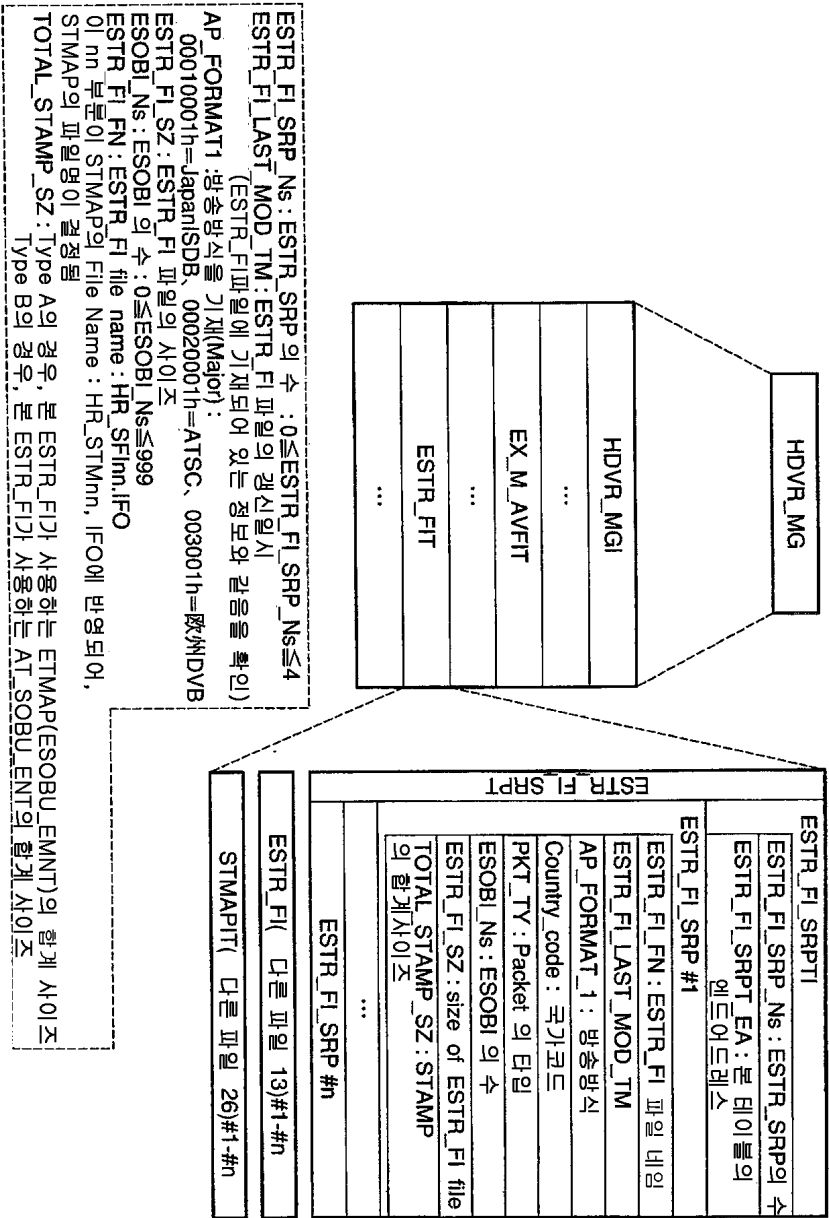 HDVR_MG
HDVR_MGI
⋮
EX_M_AVFIT
⋮
ESTR_FIT
⋮
ESTR_FI_SRPT
ESTR_FI_SRPTI
ESTR_FI_SRP_Ns : ESTR_SRP의 수
ESTR_FI_SRPT_EA : 본 테이블의
엔드어드레스
ESTR_FI_SRP #1
ESTR_FI_FN : ESTR_FI 파일 네임
ESTR_FI_LAST_MOD_TM
AP_FORMAT_1 : 방송방식
Country_code : 국가코드
PKT_TY : Packet 의 타입
ESOBI_Ns : ESOBI 의 수
ESTR_FI_SZ : size of ESTR_FI file
TOTAL_STAMP_SZ : STAMP
의 합계사이즈
⋮
ESTR_FI_SRP #n
ESTR_FI( 다른 파일 13)#1-#n
STMAPIT( 다른 파일 26)#1-#n
ESTR_FI_SRP_Ns : ESTR_SRP 의 수 : 0≦ESTR_FI_SRP_Ns≦4
ESTR_FI_LAST_MOD_TM : ESTR_FI 파일의 갱신일시
(ESTR_FI파일에 기재되어 있는 정보와 같음을 확인)
AP_FORMAT1 :방송방식을 기재(Major) :
00010001h=JapanISDB、00020001h=ATSC、003001h=欧州DVB
ESTR_FI_SZ : ESTR_FI 파일의 사이즈
ESOBI_Ns : ESOBI 의 수 : 0≦ESOBI_Ns≦999
ESTR_FI_FN : ESTR_FI file name : HR_SFInn.IFO
이 nn 부분이 STMAP의 File Name : HR_STMnn, IFO에 반영되어,
STMAP의 파일명이 결정됨
TOTAL_STAMP_SZ : Type A의 경우, 본 ESTR_FI가 사용하는 ETMAP(ESOBU_EMNT)의 합계 사이즈
Type B의 경우, 본 ESTR_FI가 사용하는 AT_SOBU_ENT의 합계 사이즈